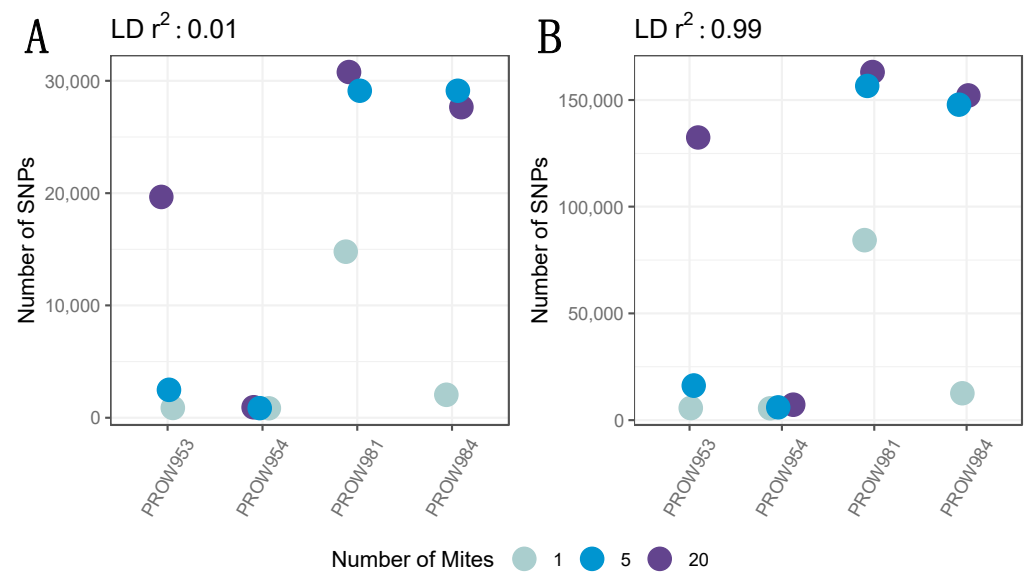 A
LD r²: 0.01
Number of SNPs
30,000
20,000
10,000
0
PROW953
PROW954
PROW981
PROW984
B
LD r²: 0.99
Number of SNPs
150,000
100,000
50,000
0
PROW953
PROW954
PROW981
PROW984
Number of Mites 1 5 20